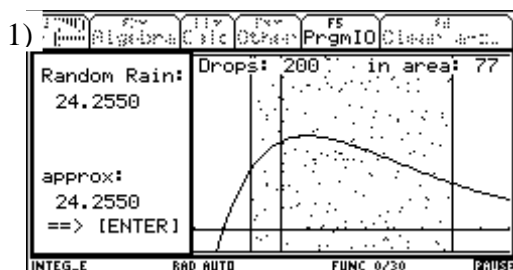 1)
F5
Algebra Calc Other PrgmIO Clear
Random Rain:
24.2550
approx:
24.2550
==> [ENTER]
Drops: 200 in area: 77
INTEG_E RAD AUTO FUNC 0/30 PAUSE